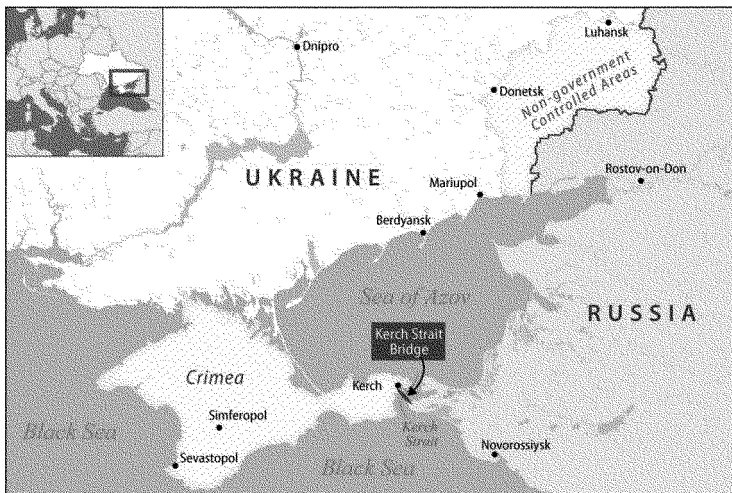 Luhansk
Dnipro
Donetsk
Non-government
Controlled Areas
UKRAINE
Rostov-on-Don
Mariupol
Berdyansk
Sea of Azov
RUSSIA
Kerch Strait
Bridge
Crimea
Kerch
Simferopol
Kerch
Strait
Black Sea
Novorossiysk
Sevastopol
Black Sea